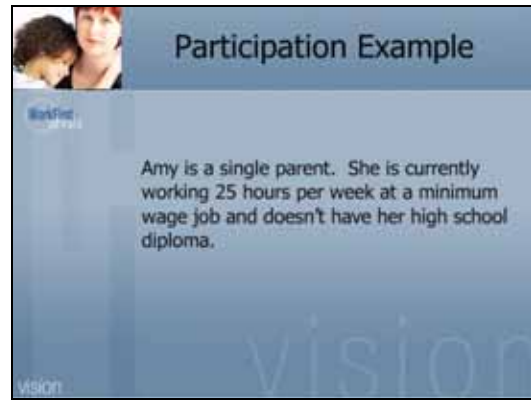 Participation Example
WorkFirst
Amy is a single parent.  She is currently
working 25 hours per week at a minimum
wage job and doesn't have her high school
diploma.
vision
vision